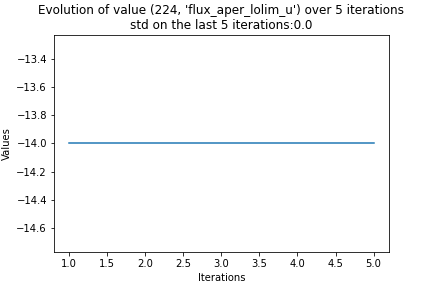 Evolution of value (224, 'flux_aper_lolim_u') over 5 iterations
std on the last 5 iterations:0.0
Values
−13.4
−13.6
−13.8
−14.0
−14.2
−14.4
−14.6
1.0 1.5 2.0 2.5 3.0 3.5 4.0 4.5 5.0
Iterations